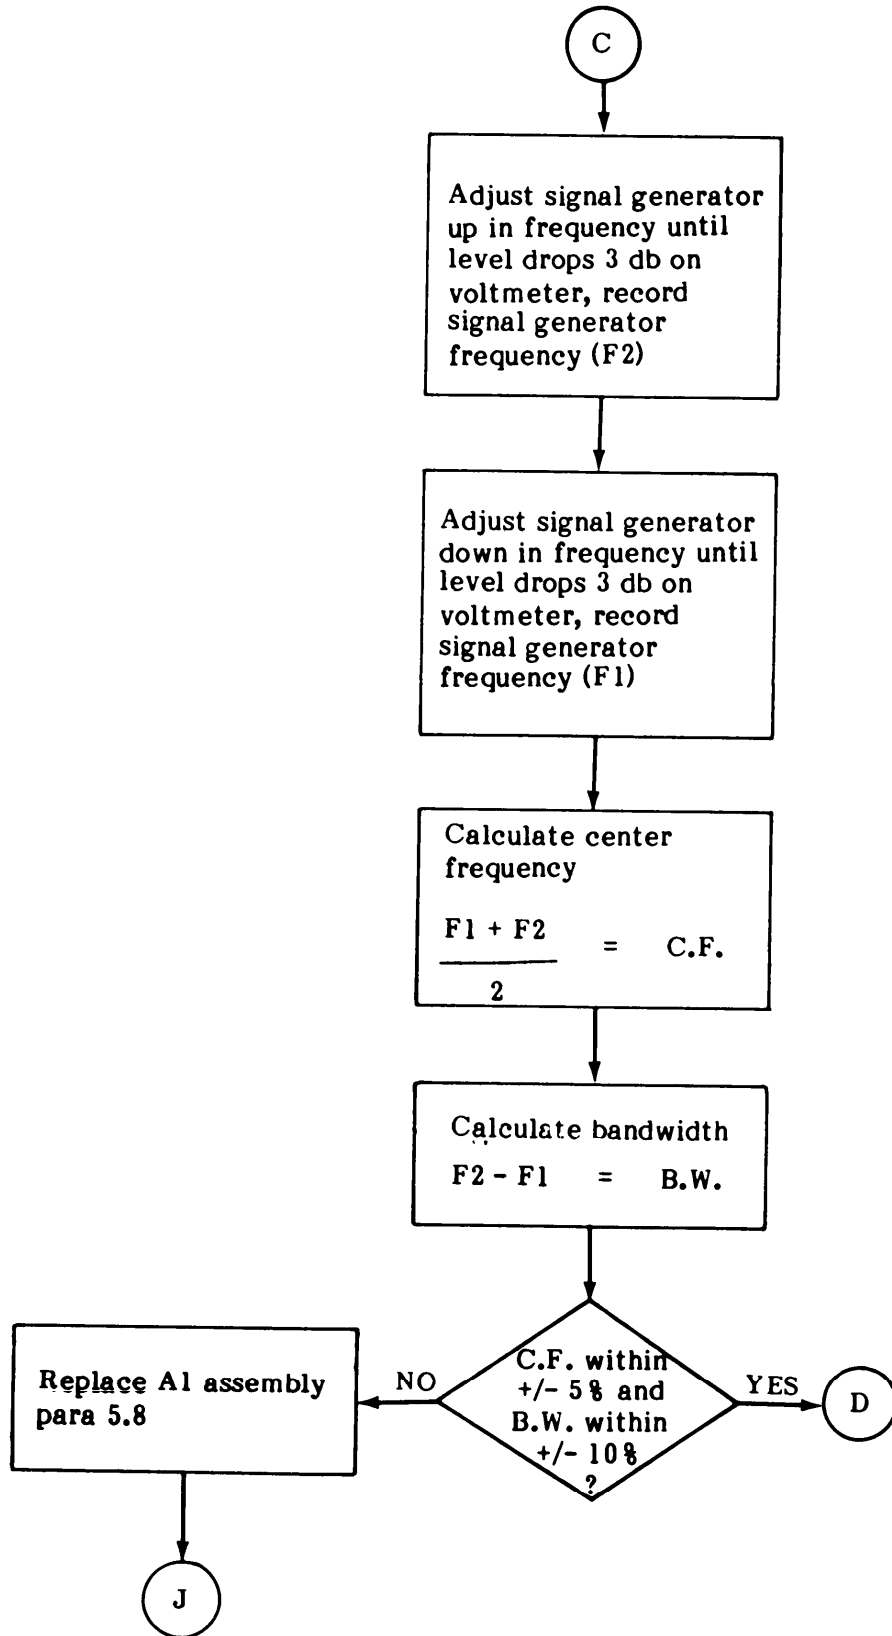 C
Adjust signal generator
up in frequency until
level drops 3 db on
voltmeter, record
signal generator
frequency (F2)
Adjust signal generator
down in frequency until
level drops 3 db on
voltmeter, record
signal generator
frequency (F1)
Calculate center
frequency
F1 + F2
= C.F.
2
Calculate bandwidth
F2 - F1 = B.W.
C.F. within
+/- 5% and
B.W. within
+/- 10%
?
NO
YES
D
Replace A1 assembly
para 5.8
J